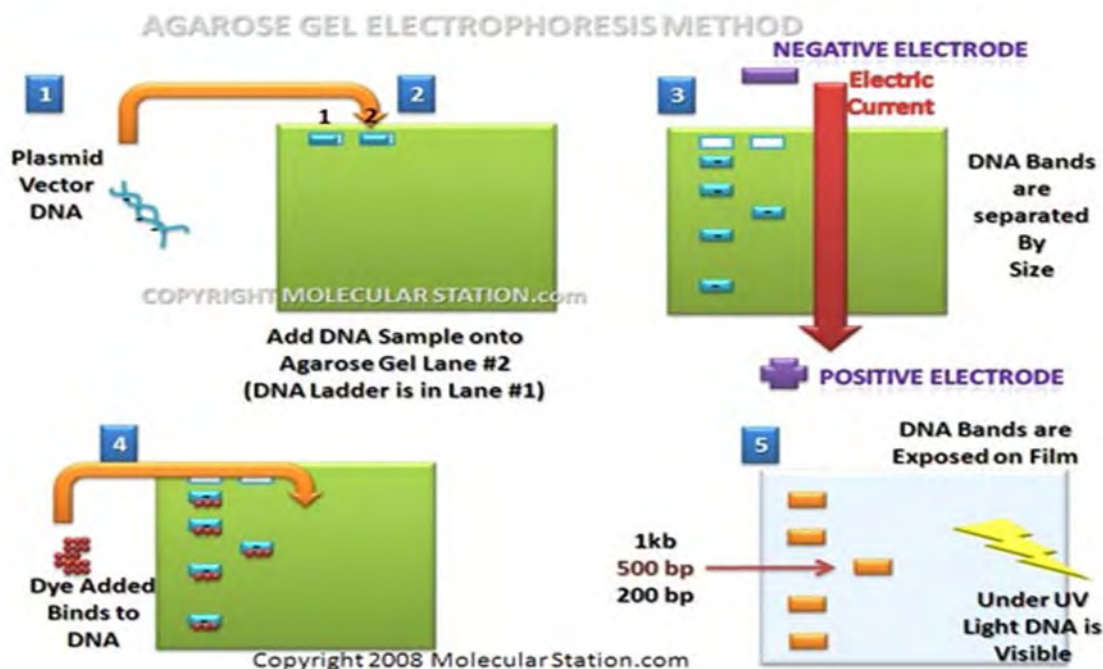 AGAROSE GEL ELECTROPHORESIS METHOD
1
2
Plasmid
Vector
DNA
1
2
COPYRIGHT MOLECULAR STATION.com
Add DNA Sample onto
Agarose Gel Lane #2
(DNA Ladder is in Lane #1)
NEGATIVE ELECTRODE
3
Electric
Current
DNA Bands
are
separated
By
Size
POSITIVE ELECTRODE
4
Dye Added
Binds to
DNA
5
DNA Bands are
Exposed on Film
1kb
500 bp
200 bp
Under UV
Light DNA is
Visible
Copyright 2008 MolecularStation.com